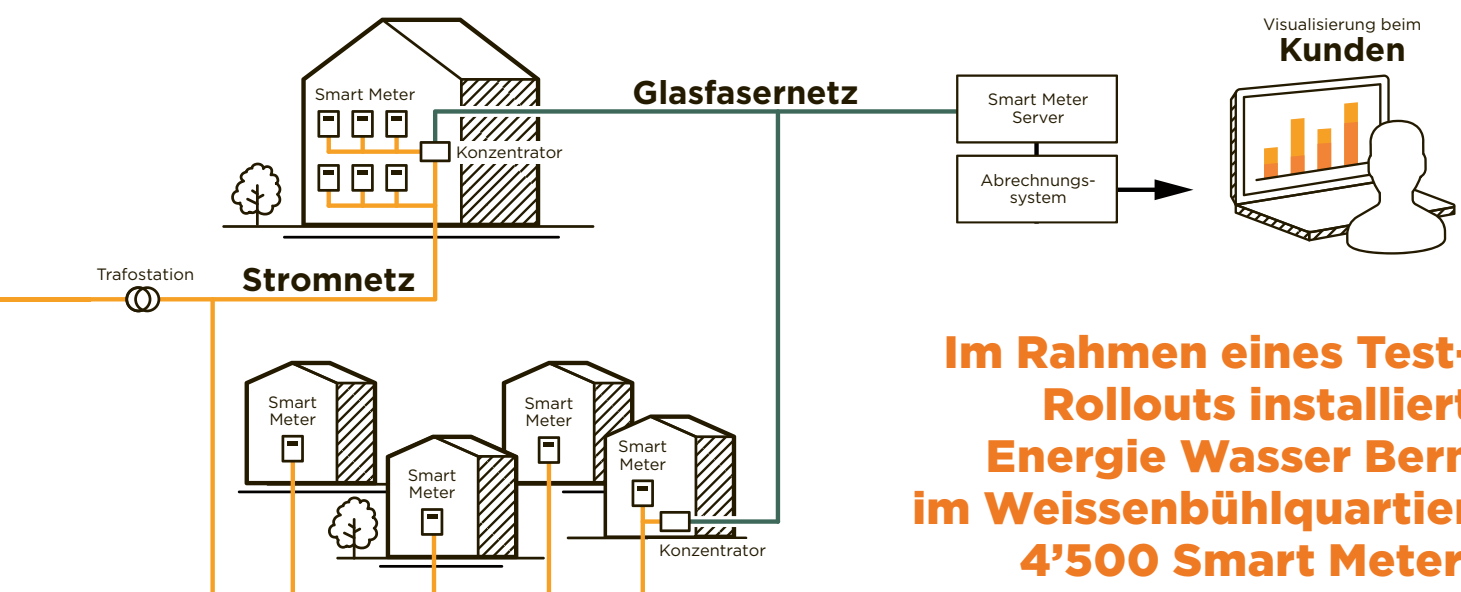 Visualisierung beim
Kunden
Smart Meter
Glasfasernetz
Smart Meter
Server
Konzentrator
Abrechnungs-
system
Trafostation
Stromnetz
Smart
Meter
Smart
Meter
Smart
Meter
Smart
Meter
Konzentrator
Im Rahmen eines Test-
Rollouts installiert
Energie Wasser Bern
im Weissenbühlquartier
4’500 Smart Meter